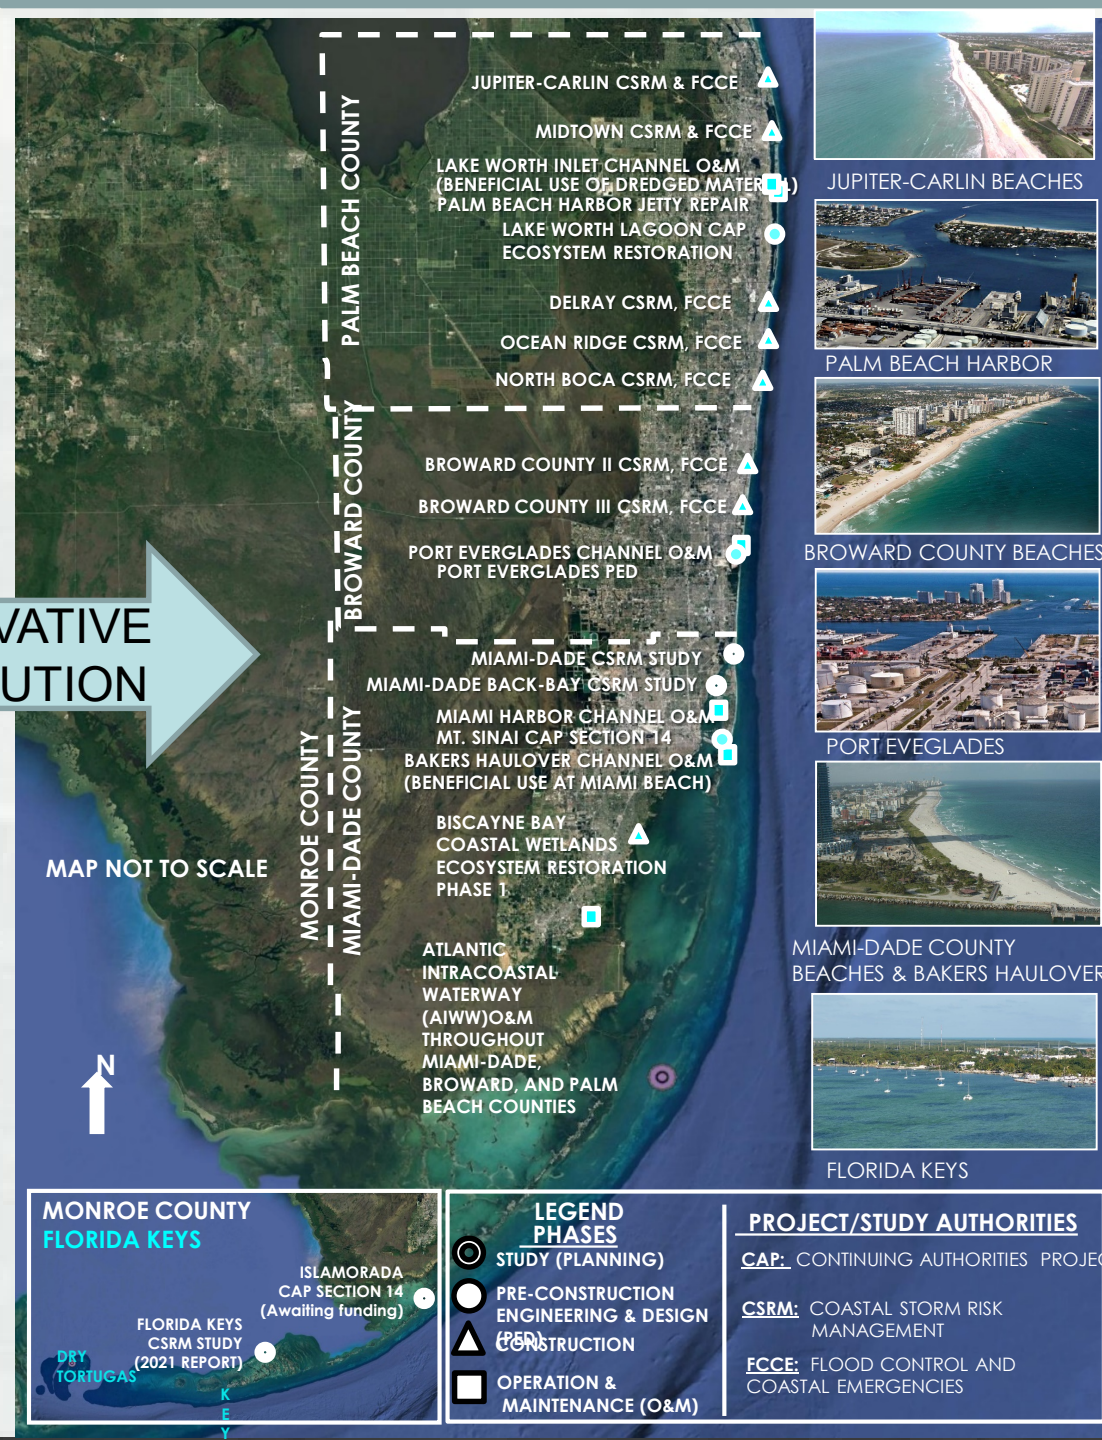 JUPITER-CARLIN CSRM & FCCE
MIDTOWN CSRM & FCCE
LAKE WORTH INLET CHANNEL O&M
(BENEFICIAL USE OF DREDGED MATERIAL)
PALM BEACH HARBOR JETTY REPAIR
LAKE WORTH LAGOON CAP
ECOSYSTEM RESTORATION
DELRAY CSRM, FCCE
OCEAN RIDGE CSRM, FCCE
NORTH BOCA CSRM, FCCE
PALM BEACH COUNTY
BROWARD COUNTY II CSRM, FCCE
BROWARD COUNTY III CSRM, FCCE
PORT EVERGLADES CHANNEL O&M
PORT EVERGLADES PED
BROWARD COUNTY
VATIVE
UTION
MIAMI-DADE CSRM STUDY
MIAMI-DADE BACK-BAY CSRM STUDY
MIAMI HARBOR CHANNEL O&M
MT. SINAI CAP SECTION 14
BAKERS HAULOVER CHANNEL O&M
(BENEFICIAL USE AT MIAMI BEACH)
BISCAYNE BAY
COASTAL WETLANDS
ECOSYSTEM RESTORATION
PHASE 1
MONROE COUNTY
MIAMI-DADE COUNTY
MAP NOT TO SCALE
ATLANTIC
INTRACOASTAL
WATERWAY
(AIWW)O&M
THROUGHOUT
MIAMI-DADE,
BROWARD, AND PALM
BEACH COUNTIES
N
JUPITER-CARLIN BEACHES
PALM BEACH HARBOR
BROWARD COUNTY BEACHES
PORT EVEGLADES
MIAMI-DADE COUNTY
BEACHES & BAKERS HAULOVER
FLORIDA KEYS
MONROE COUNTY
FLORIDA KEYS
ISLAMORADA
CAP SECTION 14
(Awaiting funding)
FLORIDA KEYS
CSRM STUDY
(2021 REPORT)
DRY
TORTUGAS
K
E
Y
LEGEND
PHASES
STUDY (PLANNING)
PRE-CONSTRUCTION
ENGINEERING & DESIGN
(PED)
CONSTRUCTION
OPERATION &
MAINTENANCE (O&M)
PROJECT/STUDY AUTHORITIES
CAP: CONTINUING AUTHORITIES PROJEC
CSRM: COASTAL STORM RISK
MANAGEMENT
FCCE: FLOOD CONTROL AND
COASTAL EMERGENCIES